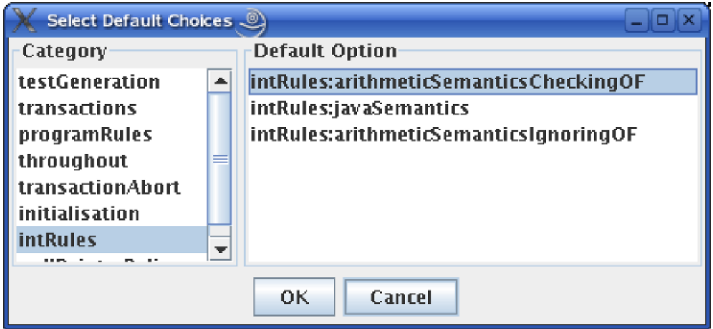 Select Default Choices
Category
testGeneration
transactions
programRules
throughout
transactionAbort
initialisation
intRules
Default Option
intRules:arithmeticSemanticsCheckingOF
intRules:javaSemantics
intRules:arithmeticSemanticsIgnoringOF
OK
Cancel